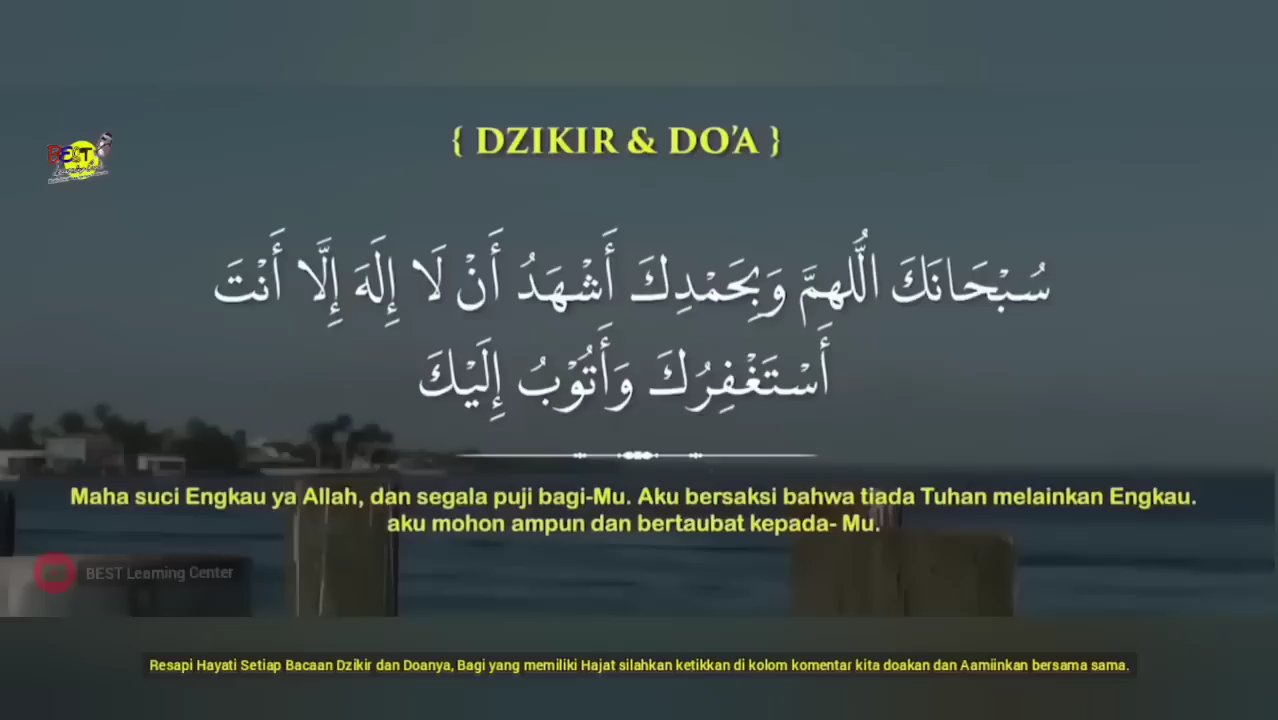 { DZIKIR & DO'A }
BEST
سُبْحَانَكَ اللَّهُمَّ وَبِحَمْدِكَ أَشْهَدُ أَنْ لَا إِلَهَ إِلَّا أَنْتَ
أَسْتَغْفِرُكَ وَأَتُوْبُ إِلَيْكَ
Maha suci Engkau ya Allah, dan segala puji bagi-Mu. Aku bersaksi bahwa tiada Tuhan melainkan Engkau.
aku mohon ampun dan bertaubat kepada- Mu.
BEST Learning Center
Resapi Hayati Setiap Bacaan Dzikir dan Doanya, Bagi yang memiliki Hajat silahkan ketikkan di kolom komentar kita doakan dan Aamiinkan bersama sama.